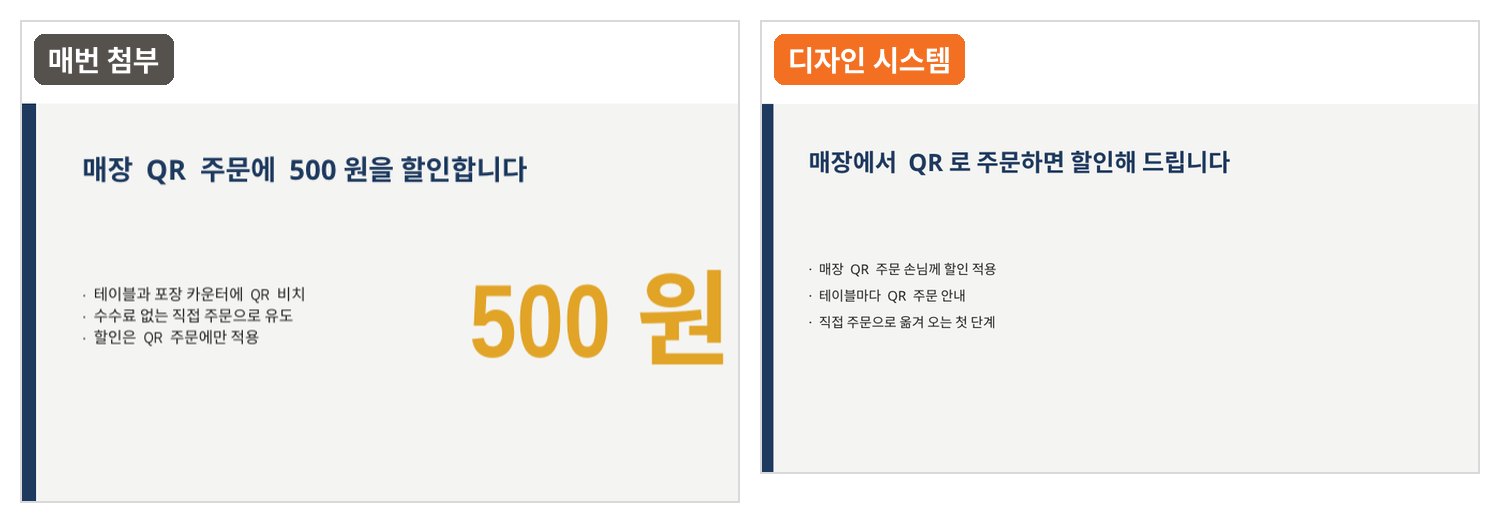 매번 첨부
매장 QR 주문에 500 원을 할인합니다
· 테이블과 포장 카운터에 QR 비치
· 수수료 없는 직접 주문으로 유도
· 할인은 QR 주문에만 적용
500 원
디자인 시스템
매장에서 QR 로 주문하면 할인해 드립니다
· 매장 QR 주문 손님께 할인 적용
· 테이블마다 QR 주문 안내
· 직접 주문으로 옮겨 오는 첫 단계